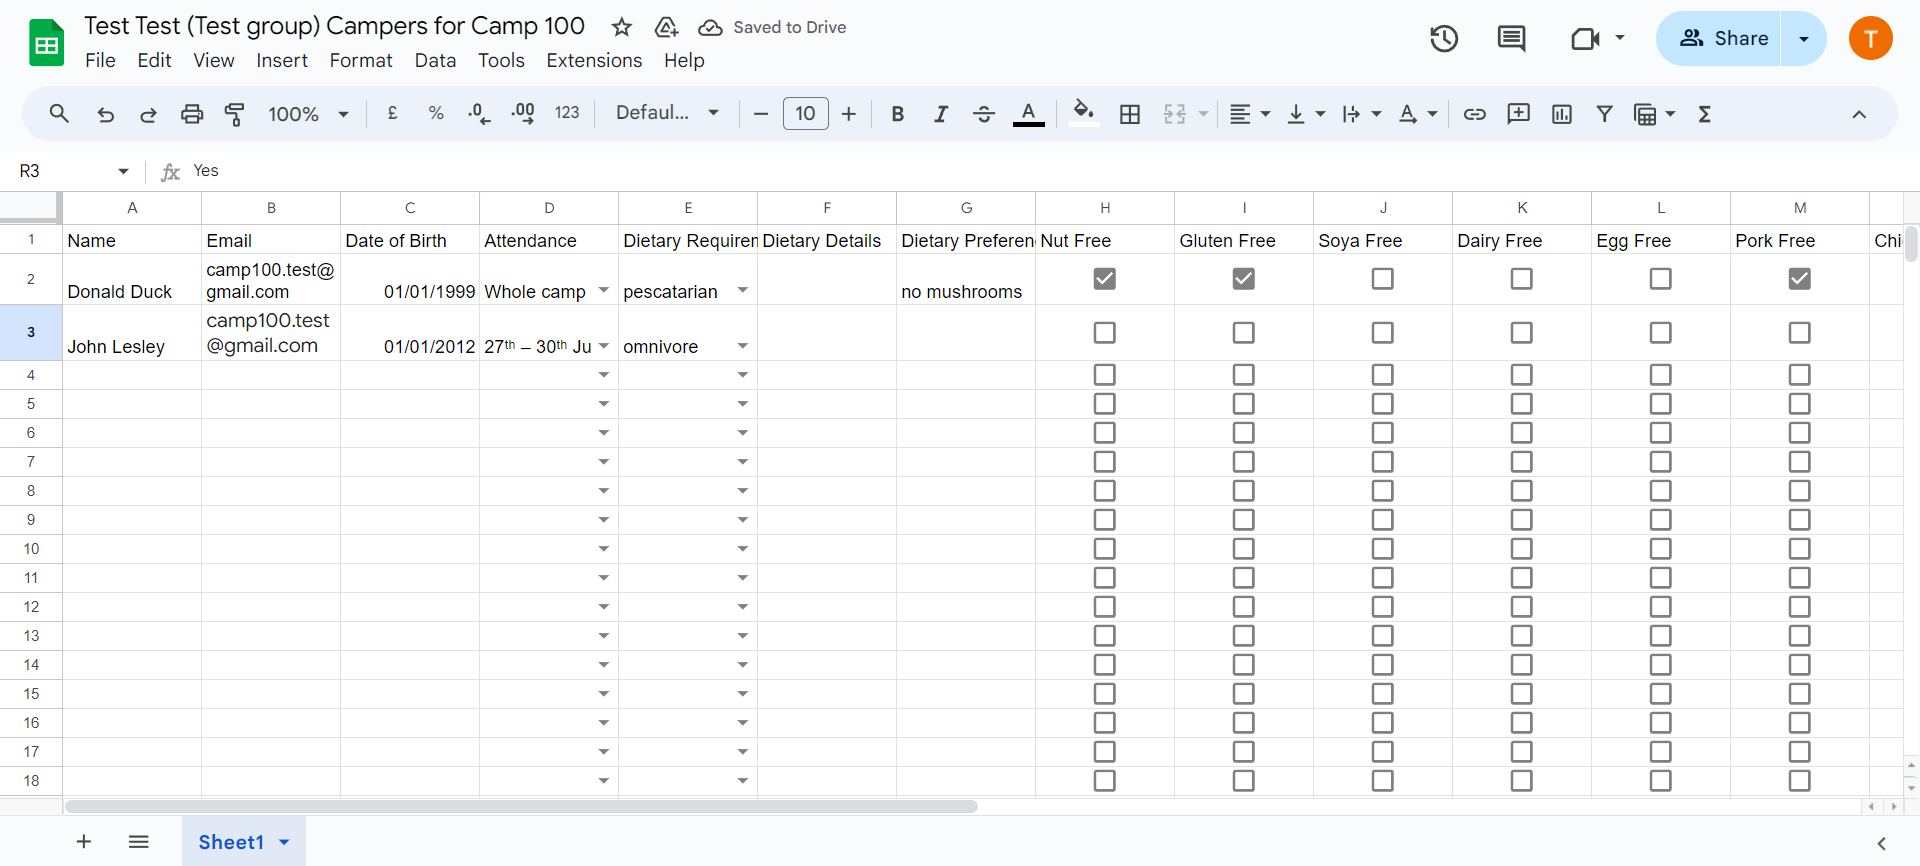 Test Test (Test group) Campers for Camp 100 Saved to Drive
File Edit View Insert Format Data Tools Extensions Help
Share
T
100% £ % .0 .00 123 Defaul... 10 B I A A Σ
R3 fx Yes
A B C D E F G H I J K L M
1 Name Email Date of Birth Attendance Dietary Requiren Dietary Details Dietary Preferen Nut Free Gluten Free Soya Free Dairy Free Egg Free Pork Free Chi
2 Donald Duck camp100.test@
gmail.com 01/01/1999 Whole camp pescatarian no mushrooms
3 John Lesley camp100.test
@gmail.com 01/01/2012 27th – 30th Ju omnivore
4
5
6
7
8
9
10
11
12
13
14
15
16
17
18
Sheet1